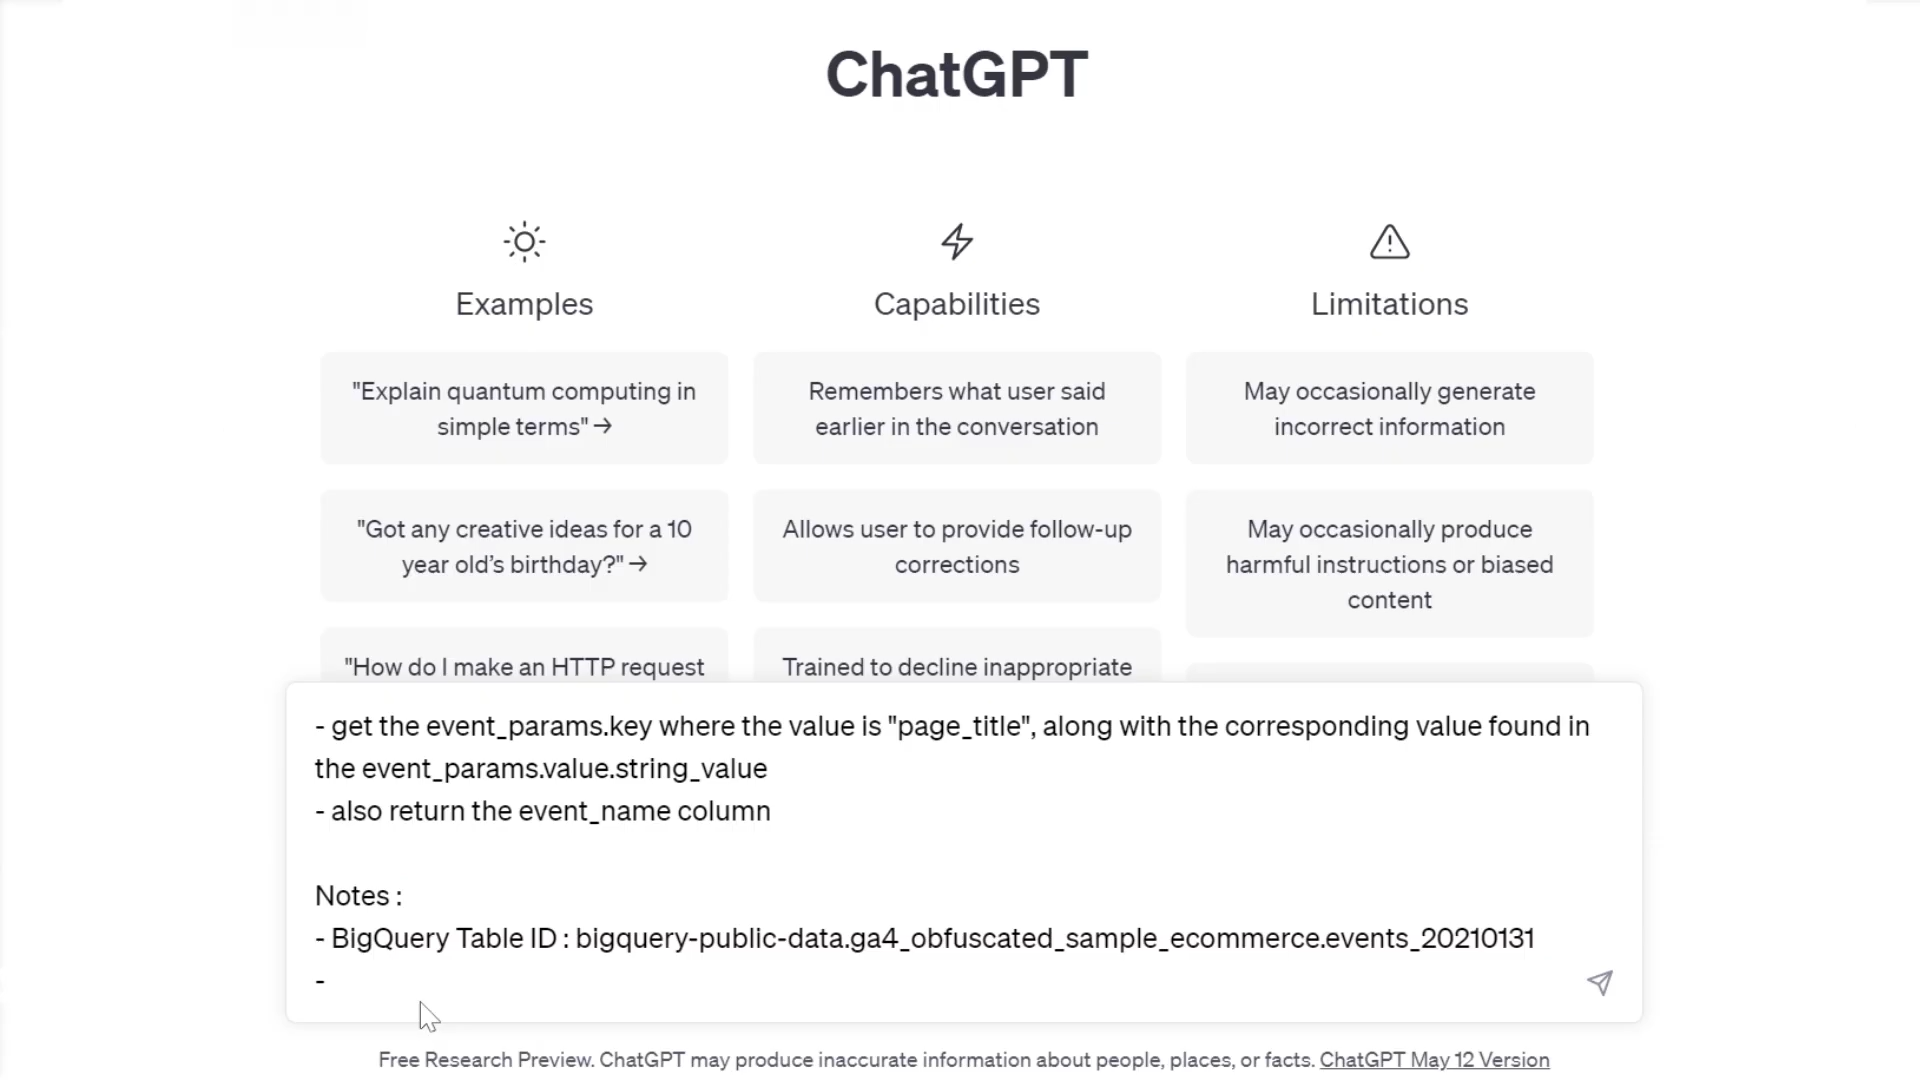 ChatGPT
Examples
Capabilities
Limitations
"Explain quantum computing in
simple terms" →
Remembers what user said
earlier in the conversation
May occasionally generate
incorrect information
"Got any creative ideas for a 10
year old's birthday?" →
Allows user to provide follow-up
corrections
May occasionally produce
harmful instructions or biased
content
"How do I make an HTTP request
Trained to decline inappropriate
- get the event_params.key where the value is "page_title", along with the corresponding value found in
the event_params.value.string_value
- also return the event_name column
Notes :
- BigQuery Table ID : bigquery-public-data.ga4_obfuscated_sample_ecommerce.events_20210131
-
Free Research Preview. ChatGPT may produce inaccurate information about people, places, or facts. ChatGPT May 12 Version